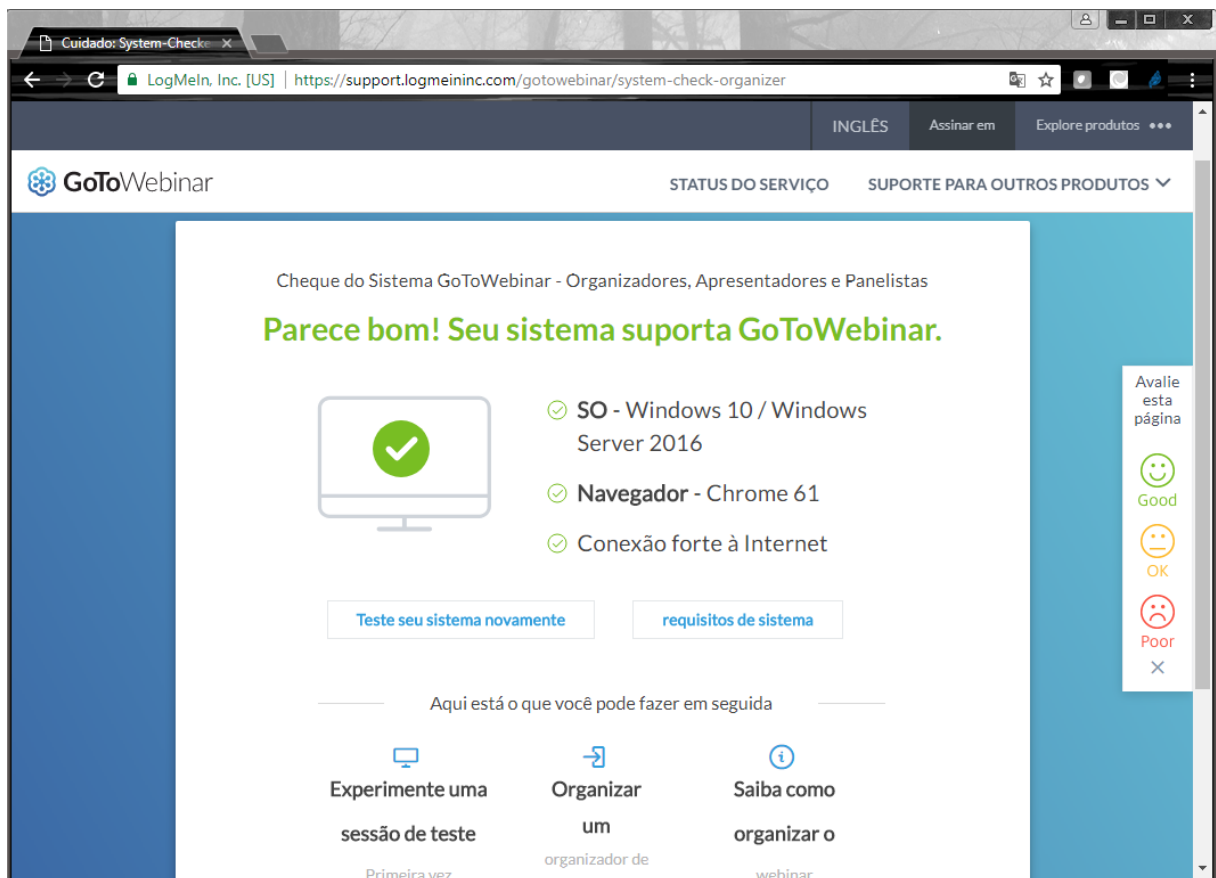 Cuidado: System-Checke
LogMeIn, Inc. [US] | https://support.logmeininc.com/gotowebinar/system-check-organizer
INGLÊS Assinar em Explore produtos •••
GoToWebinar STATUS DO SERVIÇO SUPORTE PARA OUTROS PRODUTOS
Cheque do Sistema GoToWebinar - Organizadores, Apresentadores e Panelistas
Parece bom! Seu sistema suporta GoToWebinar.
SO - Windows 10 / Windows
Server 2016
Navegador - Chrome 61
Conexão forte à Internet
Teste seu sistema novamente requisitos de sistema
Avalie
esta
página
Good
OK
Poor
Aqui está o que você pode fazer em seguida
Experimente uma Organizar Saiba como
sessão de teste um organizar o
Primeira vez organizador de webinar